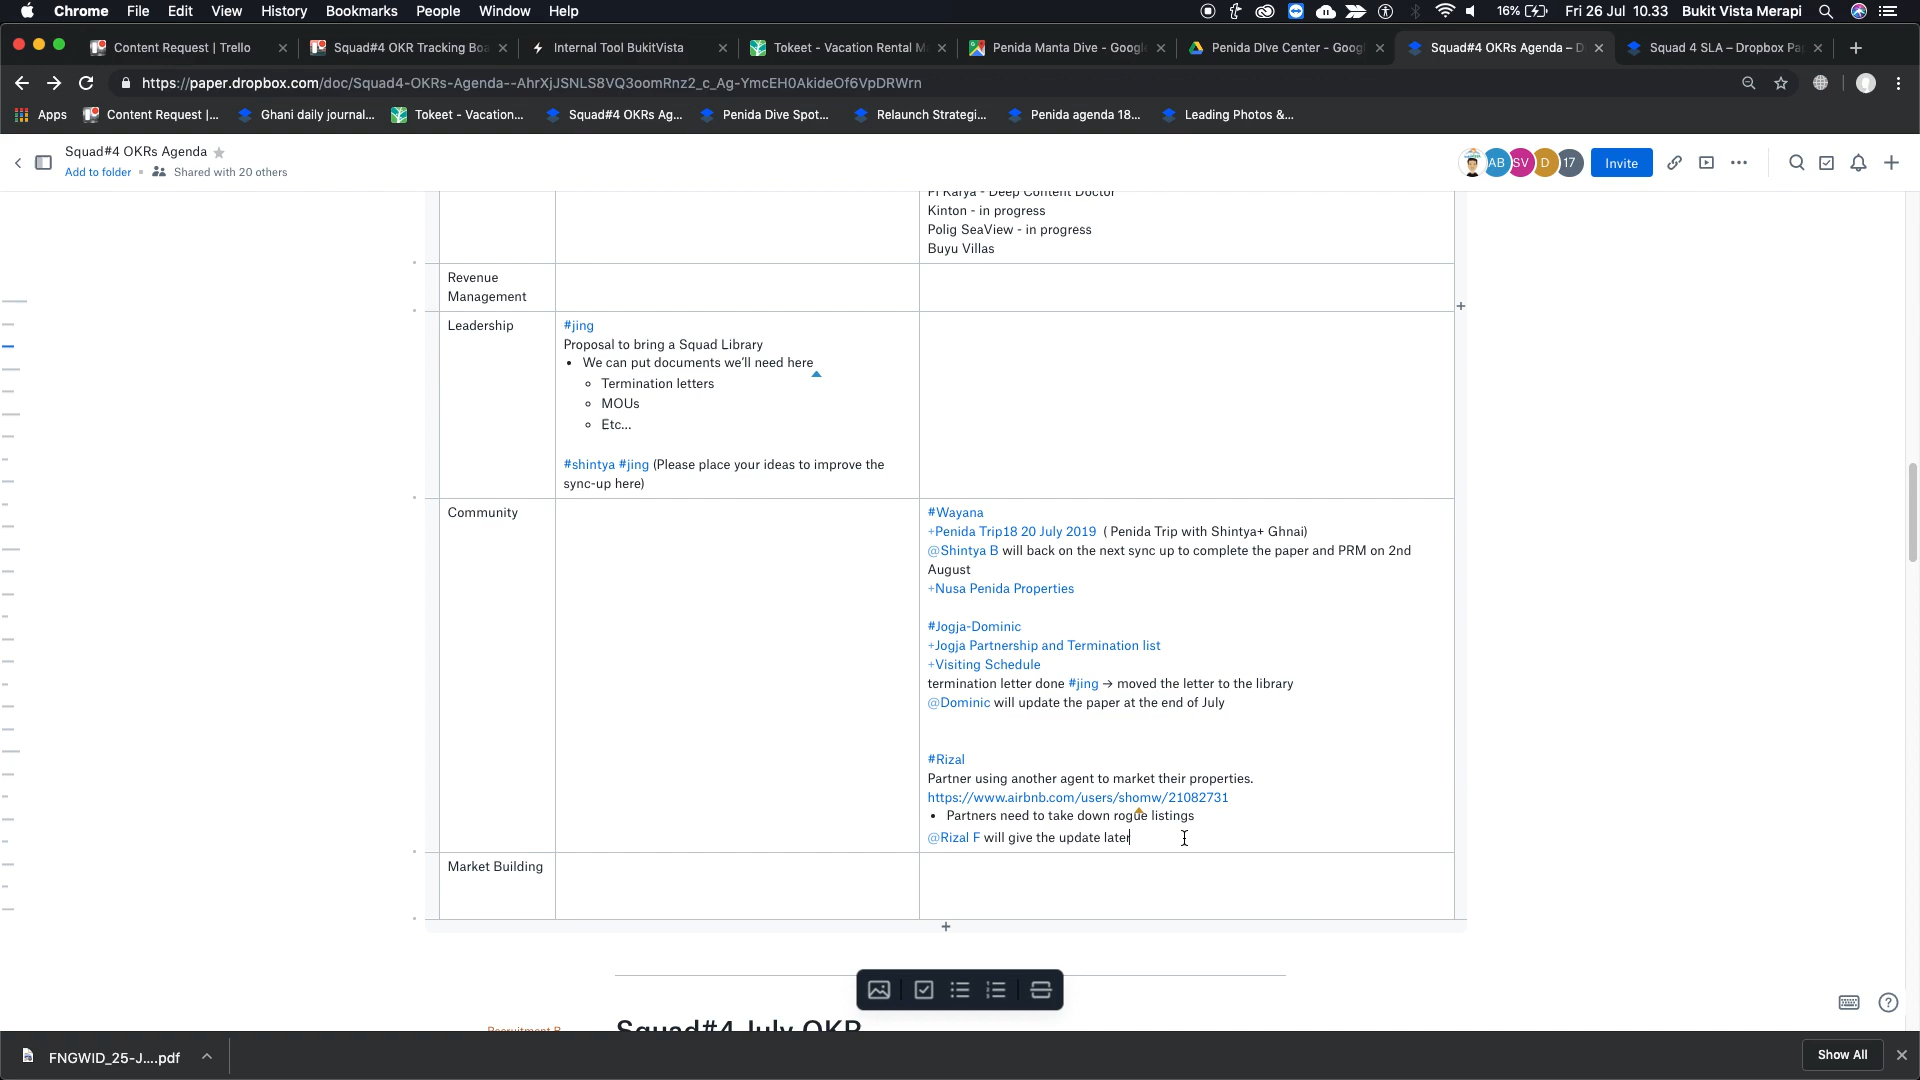 Chrome File Edit View History Bookmarks People Window Help 16% Fri 26 Jul 10.33 Bukit Vista Merapi
Content Request | Trello
Squad#4 OKR Tracking Boa
Internal Tool BukitVista
Tokeet - Vacation Rental M
Penida Manta Dive - Google
Penida DIve Center - Googl
Squad#4 OKRs Agenda – D
Squad 4 SLA – Dropbox Pa
https://paper.dropbox.com/doc/Squad4-OKRs-Agenda--AhrXjJSNLS8VQ3oomRnz2_c_Ag-YmcEH0AkideOf6VpDRWrn
Apps
Content Request |...
Ghani daily journal...
Tokeet - Vacation...
Squad#4 OKRs Ag...
Penida Dive Spot...
Relaunch Strategi...
Penida agenda 18...
Leading Photos &...
Squad#4 OKRs Agenda
Add to folder
Shared with 20 others
AB SV D 17
Invite
Pi Karya - Deep Content Doctor
Kinton - in progress
Polig SeaView - in progress
Buyu Villas
Revenue
Management
Leadership
#jing
Proposal to bring a Squad Library
• We can put documents we'll need here
◦ Termination letters
◦ MOUs
◦ Etc...
#shintya #jing (Please place your ideas to improve the
sync-up here)
Community
#Wayana
+Penida Trip18 20 July 2019 ( Penida Trip with Shintya+ Ghnai)
@Shintya B will back on the next sync up to complete the paper and PRM on 2nd
August
+Nusa Penida Properties
#Jogja-Dominic
+Jogja Partnership and Termination list
+Visiting Schedule
termination letter done #jing → moved the letter to the library
@Dominic will update the paper at the end of July
#Rizal
Partner using another agent to market their properties.
https://www.airbnb.com/users/shomw/21082731
• Partners need to take down rogue listings
@Rizal F will give the update later
Market Building
Squad#4 July OKR
FNGWID_25-J....pdf
Show All